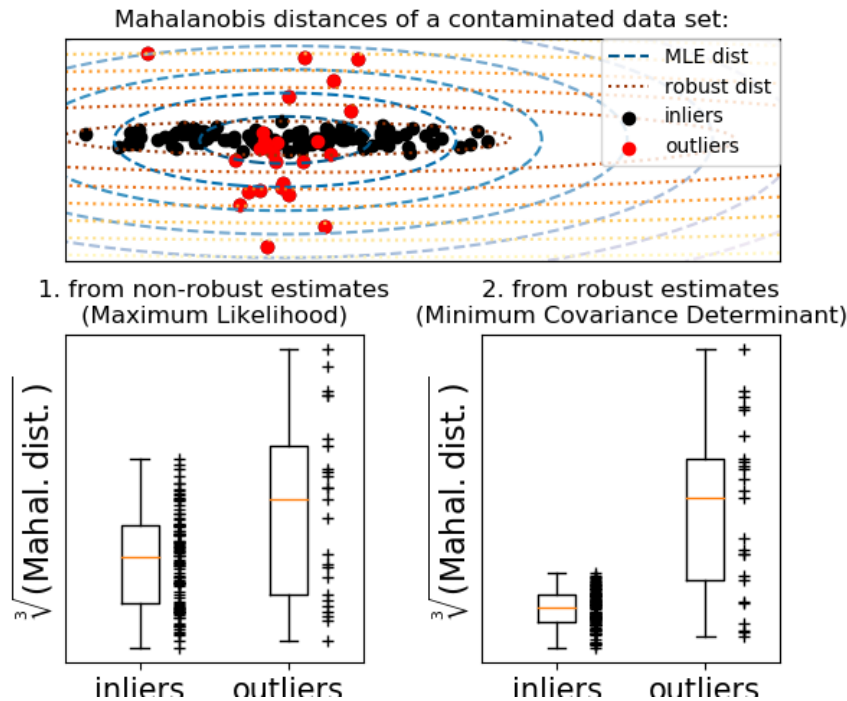 Mahalanobis distances of a contaminated data set:
MLE dist
robust dist
inliers
outliers
1. from non-robust estimates
(Maximum Likelihood)
2. from robust estimates
(Minimum Covariance Determinant)
∛(Mahal. dist.)
∛(Mahal. dist.)
inliers
outliers
inliers
outliers